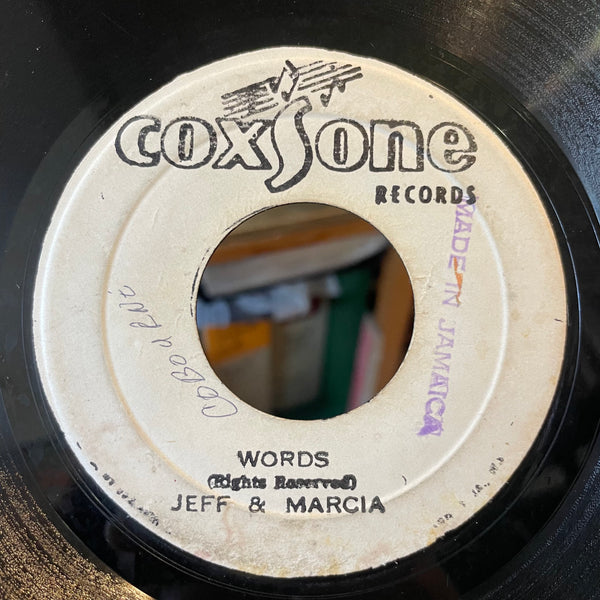 coxSone
RECORDS
MADE IN JAMAICA
WORDS
(Rights Reserved)
JEFF & MARCIA